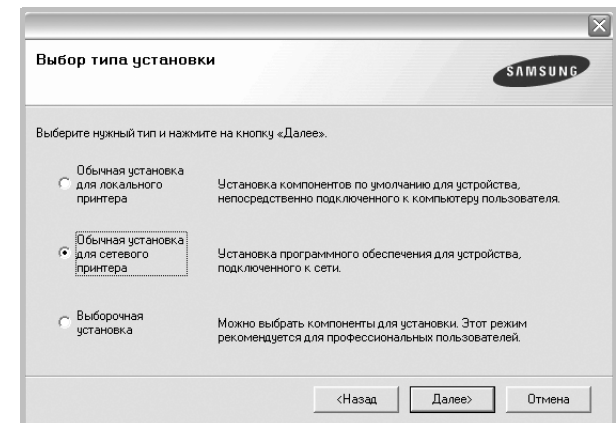 Выбор типа установки
SAMSUNG
Выберите нужный тип и нажмите на кнопку «Далее».
Обычная установка
для локального
принтера
Установка компонентов по умолчанию для устройства,
непосредственно подключенного к компьютеру пользователя.
Обычная установка
для сетевого
принтера
Установка программного обеспечения для устройства,
подключенного к сети.
Выборочная
установка
Можно выбрать компоненты для установки. Этот режим
рекомендуется для профессиональных пользователей.
<Назад
Далее>
Отмена